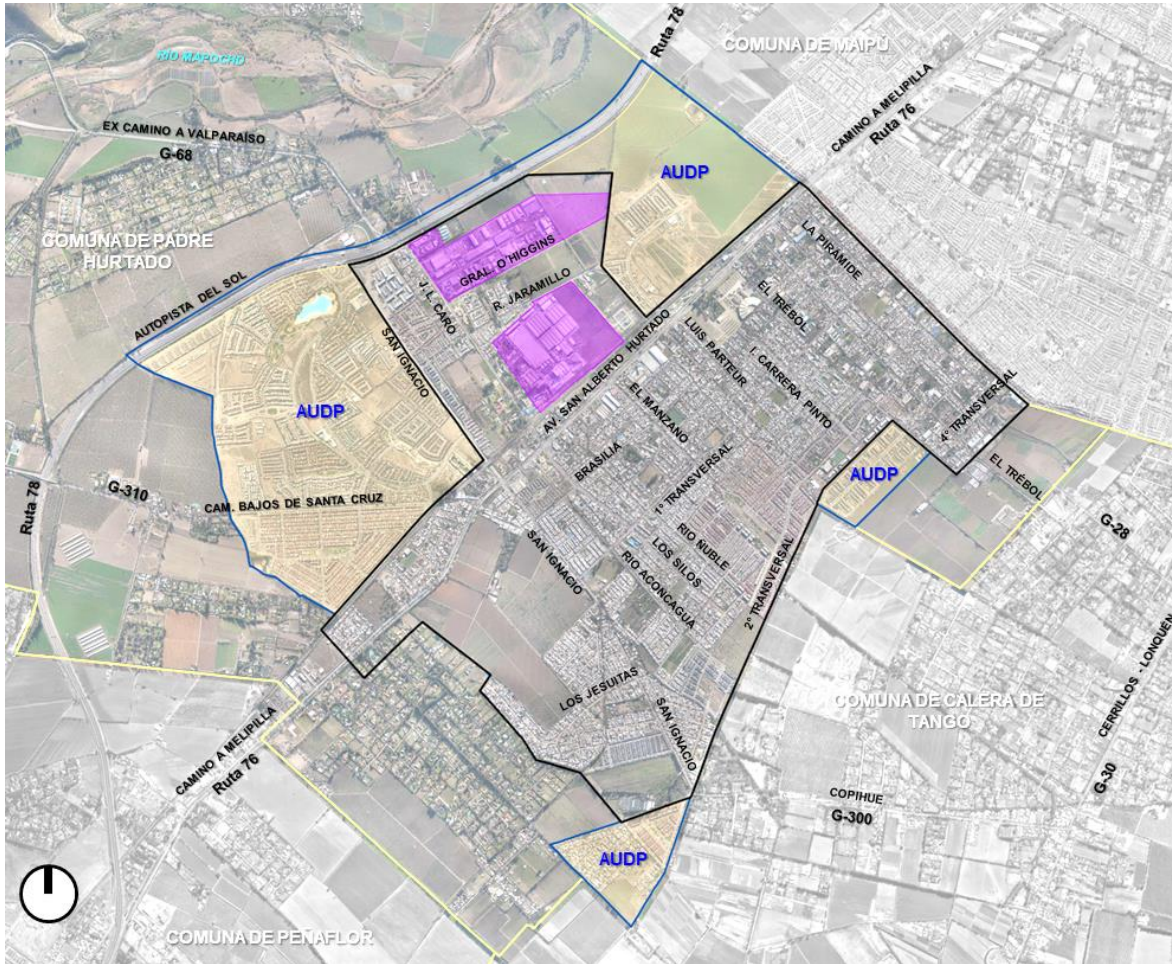 Ruta 78
COMUNA DE MAIPÚ
RÍO MAPOCHO
CAMINO A MELIPILLA
Ruta 76
EX CAMINO A VALPARAÍSO
G-68
AUDP
COMUNA DE PADRE
HURTADO
LA PIRÁMIDE
GRAL. O'HIGGINS
R. JARAMILLO
EL TRÉBOL
J. L. CARO
AUTOPISTA DEL SOL
SAN IGNACIO
AV. SAN ALBERTO HURTADO
LUIS PARTEUR
I. CARRERA PINTO
EL MANZANO
4° TRANSVERSAL
AUDP
BRASILIA
1° TRANSVERSAL
AUDP
EL TRÉBOL
G-310
Ruta 78
CAM. BAJOS DE SANTA CRUZ
G-28
RIO ÑUBLE
LOS SILOS
RIO ACONCAGUA
SAN IGNACIO
2° TRANSVERSAL
LOS JESUITAS
SAN IGNACIO
COMUNA DE CALERA DE
TANGO
CERRILLOS - LONQUÉN
G-30
CAMINO A MELIPILLA
Ruta 76
COPIHUE
G-300
AUDP
COMUNA DE PEÑAFLOR